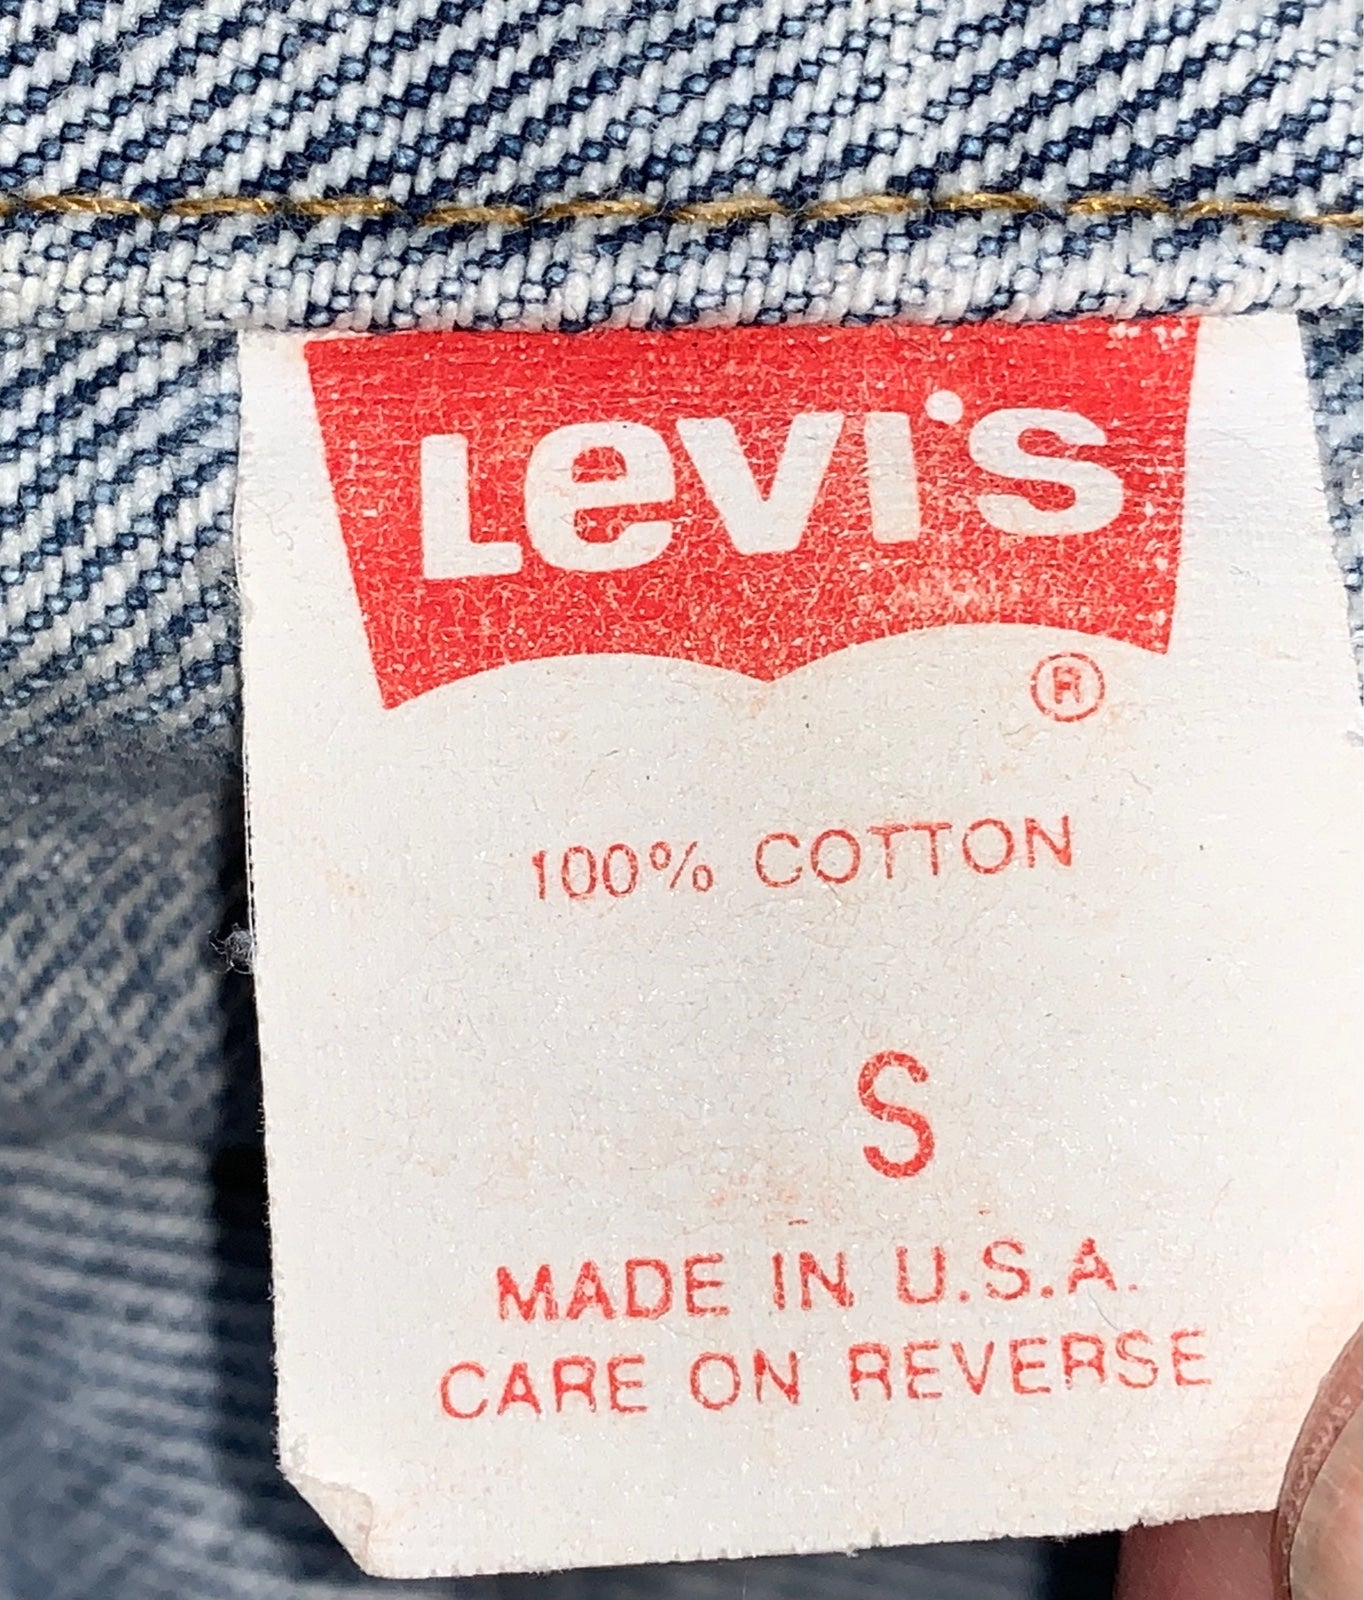 Levi's
®
100% COTTON
S
MADE IN U.S.A.
CARE ON REVERSE